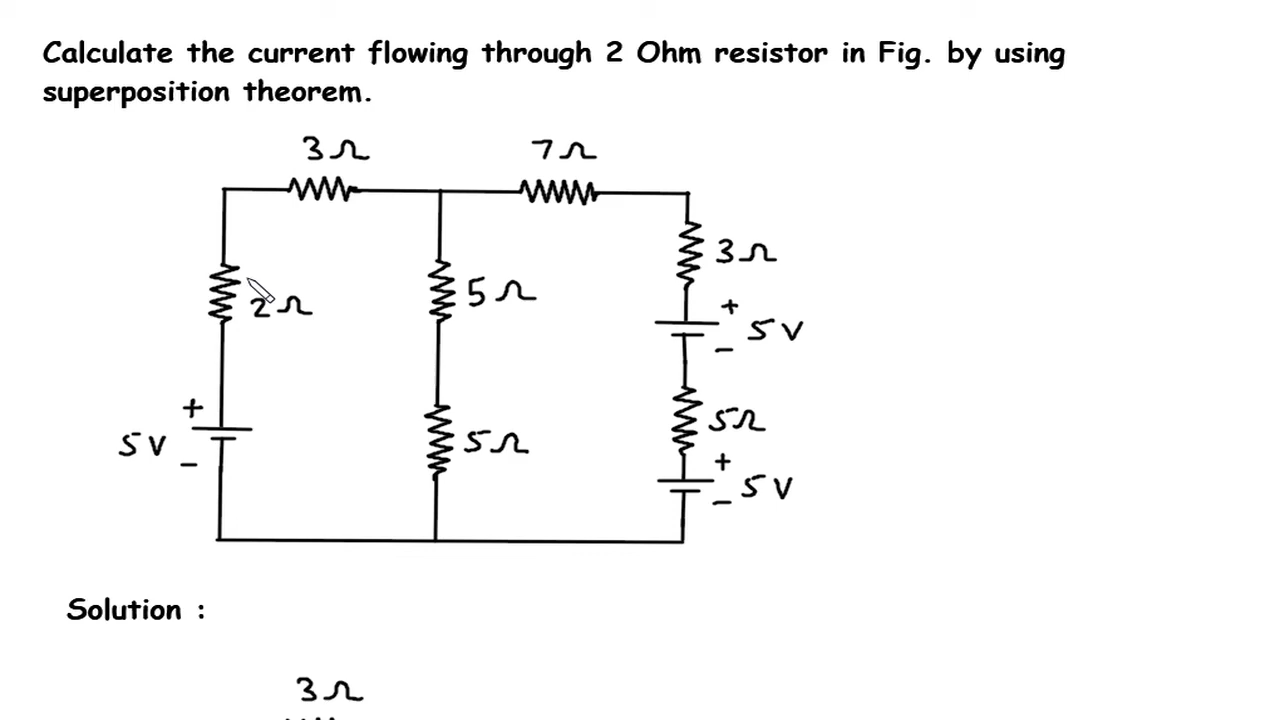 Calculate the current flowing through 2 Ohm resistor in Fig. by using
superposition theorem.
3Ω
7Ω
3Ω
2Ω
5Ω
+
5V
-
+
5V
-
5Ω
5Ω
+
5V
-
Solution :
3Ω